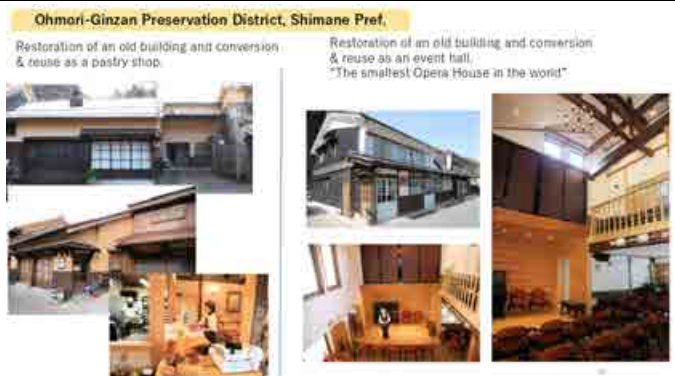 Ohmori-Ginzan Preservation District, Shimane Pref.
Restoration of an old building and conversion
& reuse as a pastry shop.
Restoration of an old building and conversion
& reuse as an event hall.
"The smallest Opera House in the world"